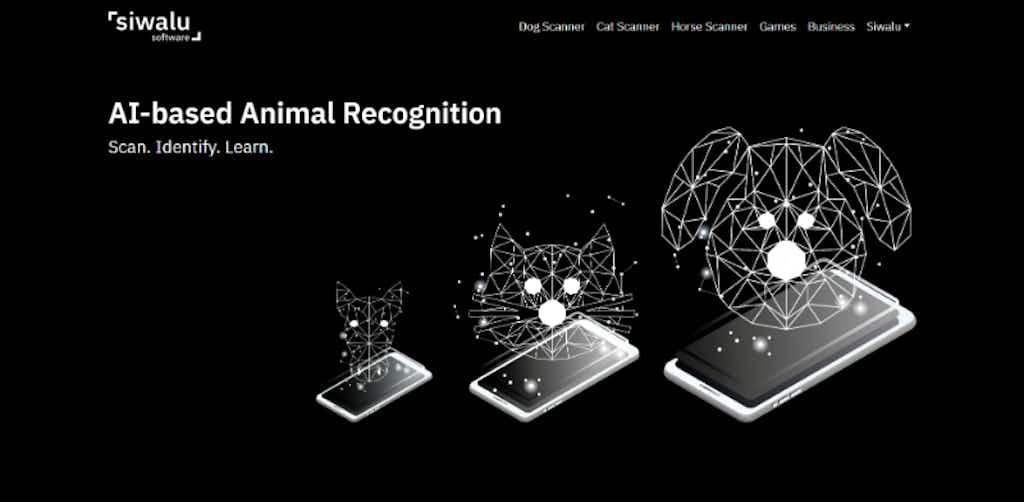 siwalu
software
Dog Scanner Cat Scanner Horse Scanner Games Business Siwalu
AI-based Animal Recognition
Scan. Identify. Learn.